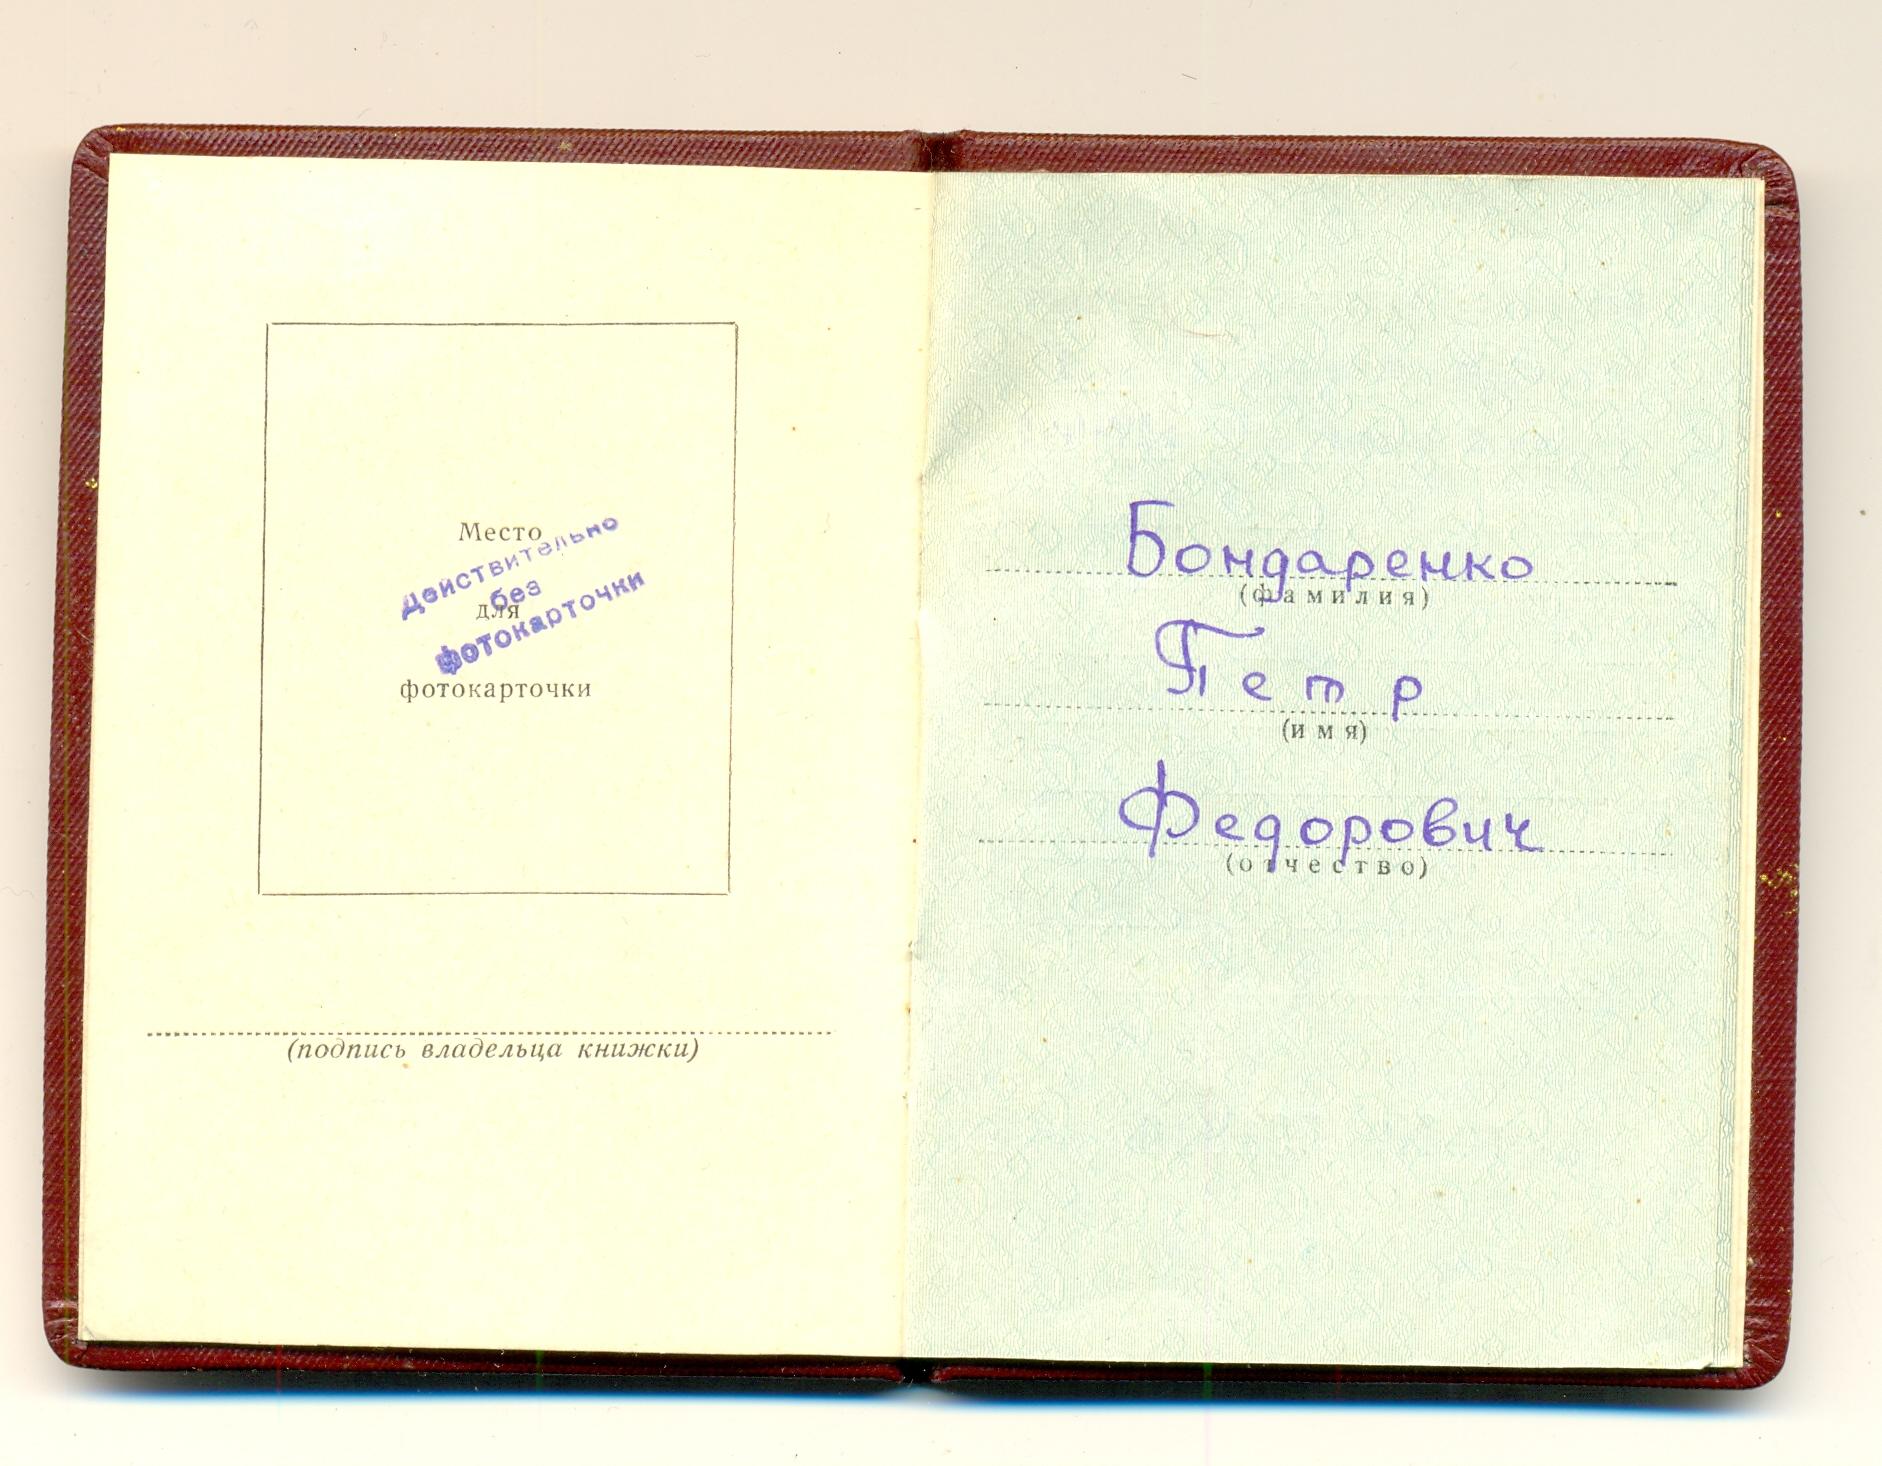 Место
для
фотокарточки
действительно
без
фотокарточки
(подпись владельца книжки)
Бондаренко
(фамилия)
Петр
(имя)
Федорович
(отчество)